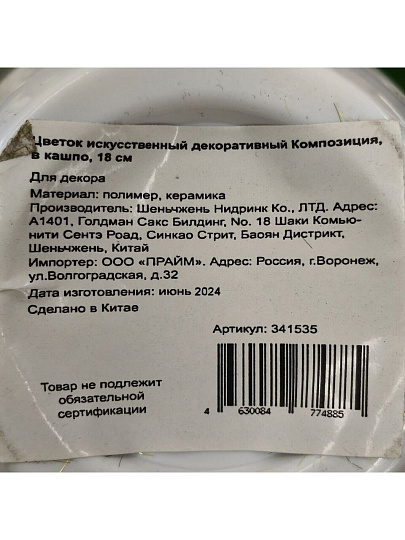 Цветок искусственный декоративный Композиция,
в кашпо, 18 см
Для декора
Материал: полимер, керамика
Производитель: Шеньчжень Нидринк Ко., ЛТД. Адрес:
А1401, Голдман Сакс Билдинг, No. 18 Шаки Комью-
нити Сентэ Роад, Синкао Стрит, Баоян Дистрикт,
Шеньчжень, Китай
Импортер: ООО «ПРАЙМ». Адрес: Россия, г.Воронеж,
ул.Волгоградская, д.32
Дата изготовления: июнь 2024
Сделано в Китае
Артикул: 341535
Товар не подлежит
обязательной
сертификации
4 630084 774885